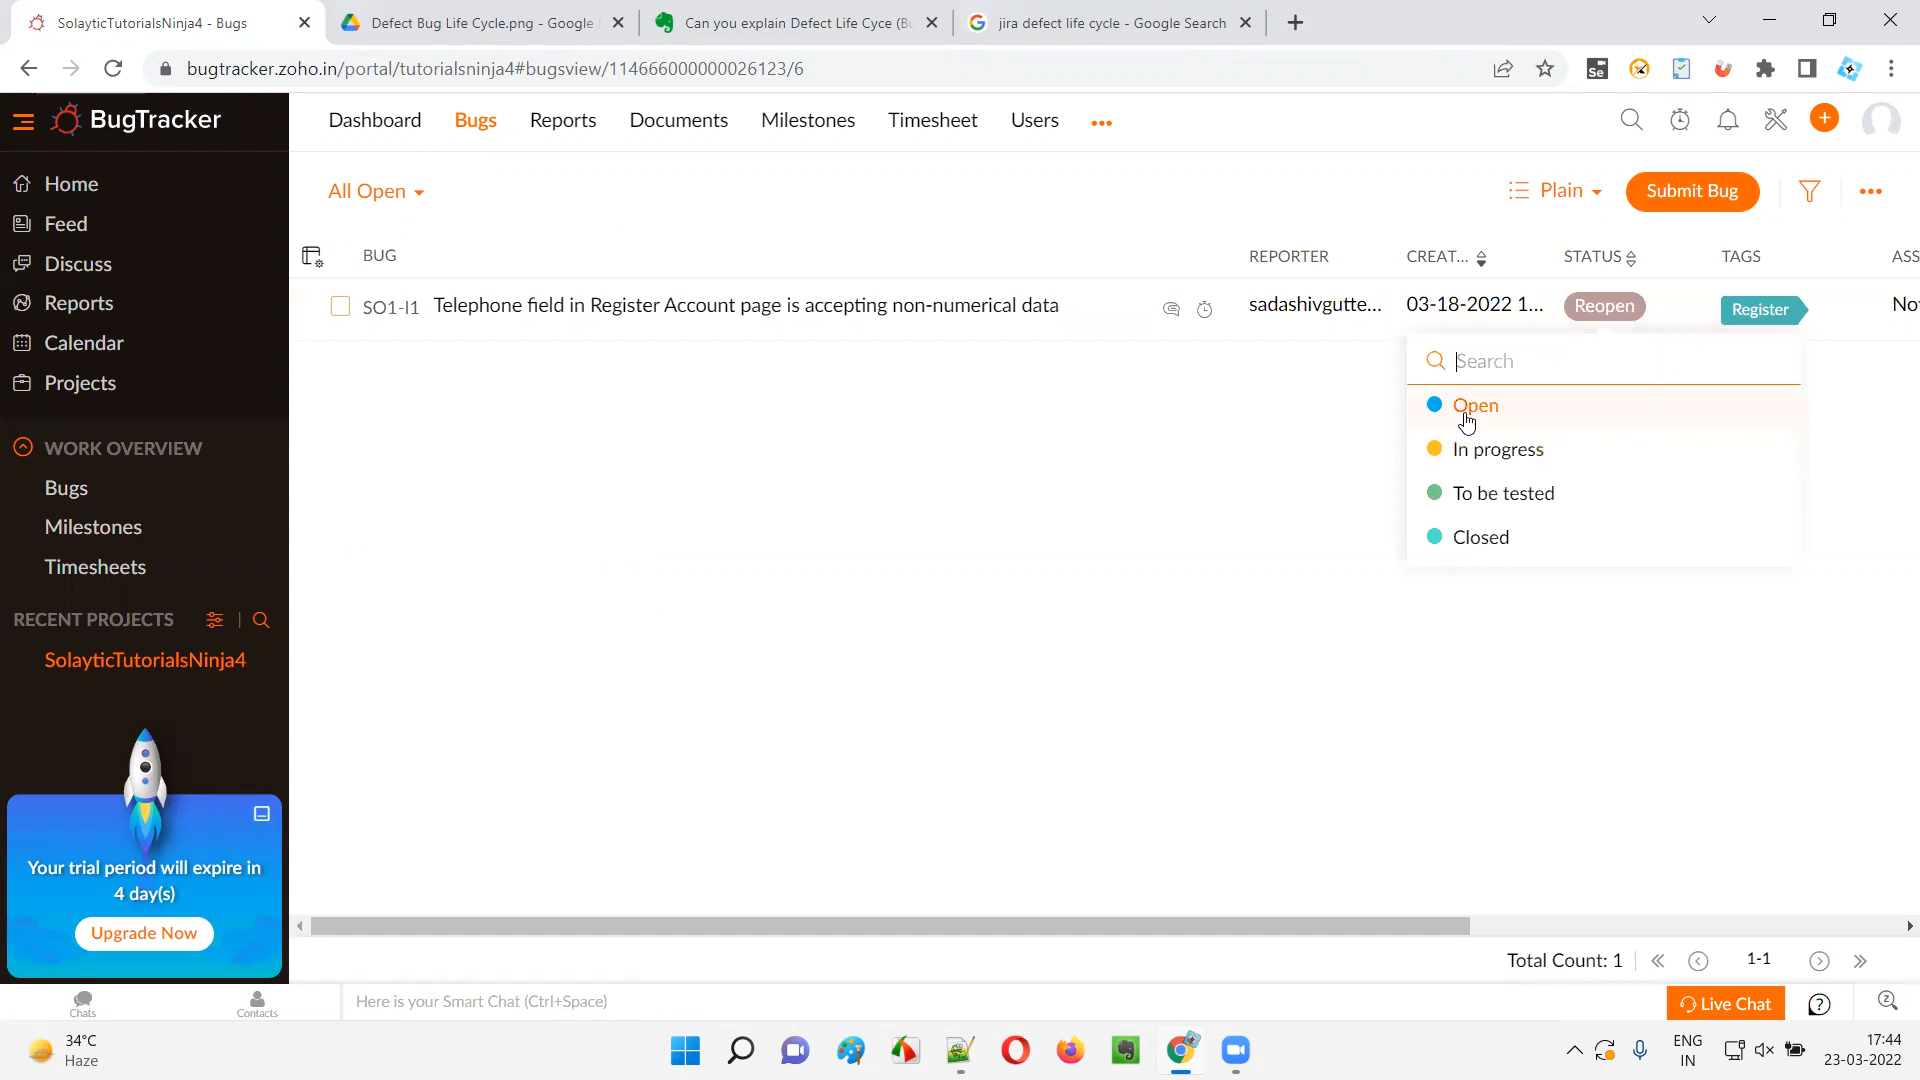 SolayticTutorialsNinja4 - Bugs
Defect Bug Life Cycle.png - Google
Can you explain Defect Life Cyce (Bu
jira defect life cycle - Google Search
bugtracker.zoho.in/portal/tutorialsninja4#bugsview/114666000000026123/6
BugTracker
Dashboard Bugs Reports Documents Milestones Timesheet Users
Home
Feed
Discuss
Reports
Calendar
Projects
WORK OVERVIEW
Bugs
Milestones
Timesheets
RECENT PROJECTS
SolayticTutorialsNinja4
Your trial period will expire in
4 day(s)
Upgrade Now
All Open
Plain
Submit Bug
BUG REPORTER CREAT... STATUS TAGS ASS
SO1-I1 Telephone field in Register Account page is accepting non-numerical data sadashivgutte... 03-18-2022 1... Reopen Register Not
Search
Open
In progress
To be tested
Closed
Total Count: 1 1-1
Chats
Contacts
Here is your Smart Chat (Ctrl+Space)
Live Chat
34°C
Haze
ENG
IN
17:44
23-03-2022